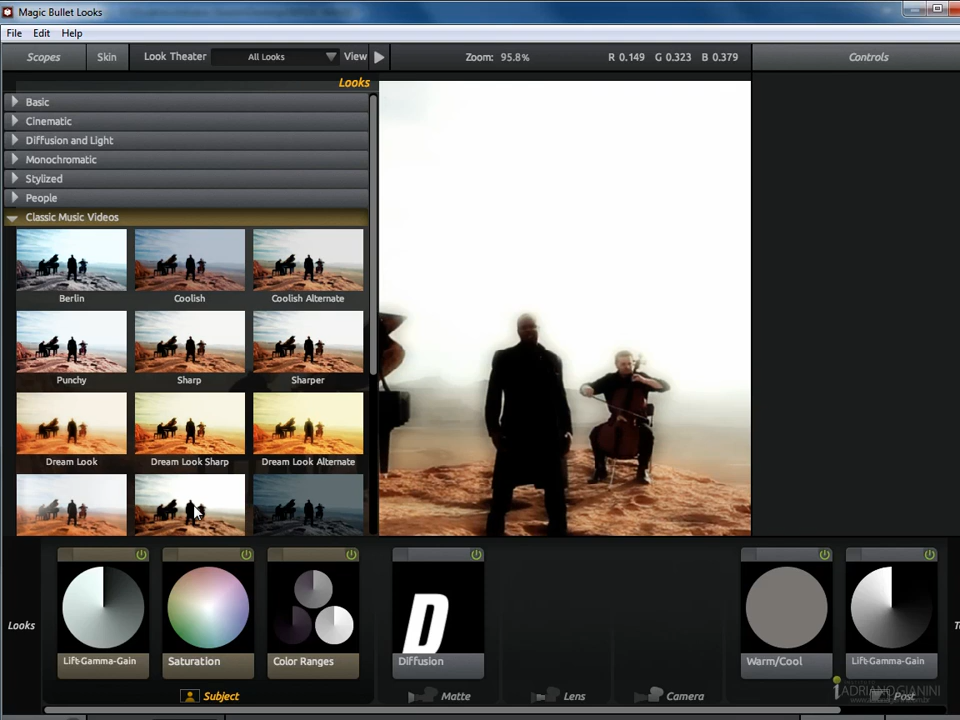 Magic Bullet Looks
File Edit Help
Scopes Skin Look Theater All Looks View Zoom: 95.8% R 0.149 G 0.323 B 0.379 Controls
Looks
Basic
Cinematic
Diffusion and Light
Monochromatic
Stylized
People
Classic Music Videos
Berlin Coolish Coolish Alternate
Punchy Sharp Sharper
Dream Look Dream Look Sharp Dream Look Alternate
D
Looks
Lift-Gamma-Gain Saturation Color Ranges Diffusion Warm/Cool Lift-Gamma-Gain
Subject Matte Lens Camera Post
ADRIANOGIANINI